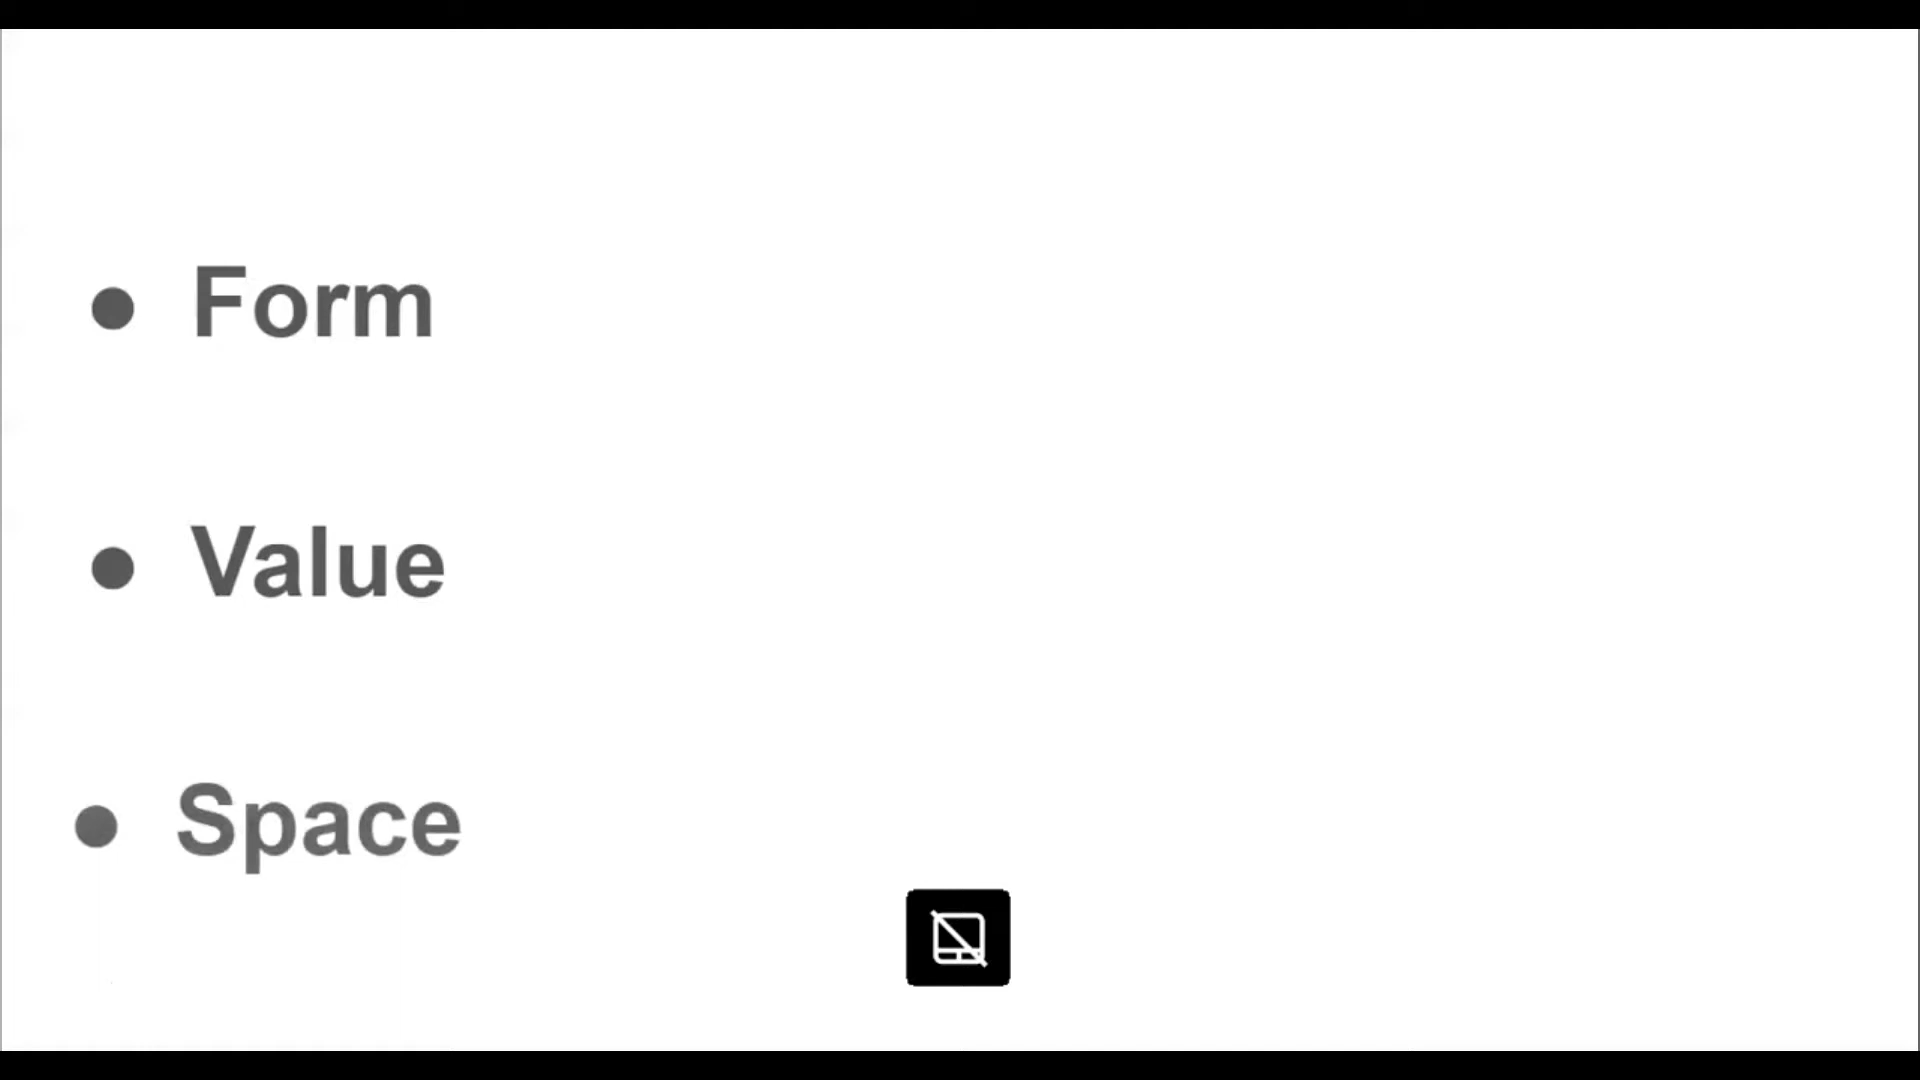 ● Form
● Value
● Space